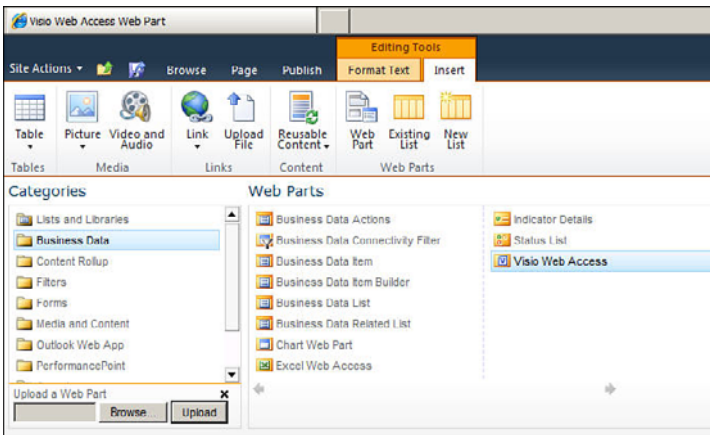 Visio Web Access Web Part
Editing Tools
Site Actions Browse Page Publish Format Text Insert
Table Picture Video and Audio Link Upload File Reusable Content Web Part Existing List New List
Tables Media Links Content Web Parts
Categories
Lists and Libraries
Business Data
Content Rollup
Filters
Forms
Media and Content
Outlook Web App
PerformancePoint
Upload a Web Part
Browse... Upload
Web Parts
Business Data Actions
Business Data Connectivity Filter
Business Data Item
Business Data Item Builder
Business Data List
Business Data Related List
Chart Web Part
Excel Web Access
Indicator Details
Status List
Visio Web Access